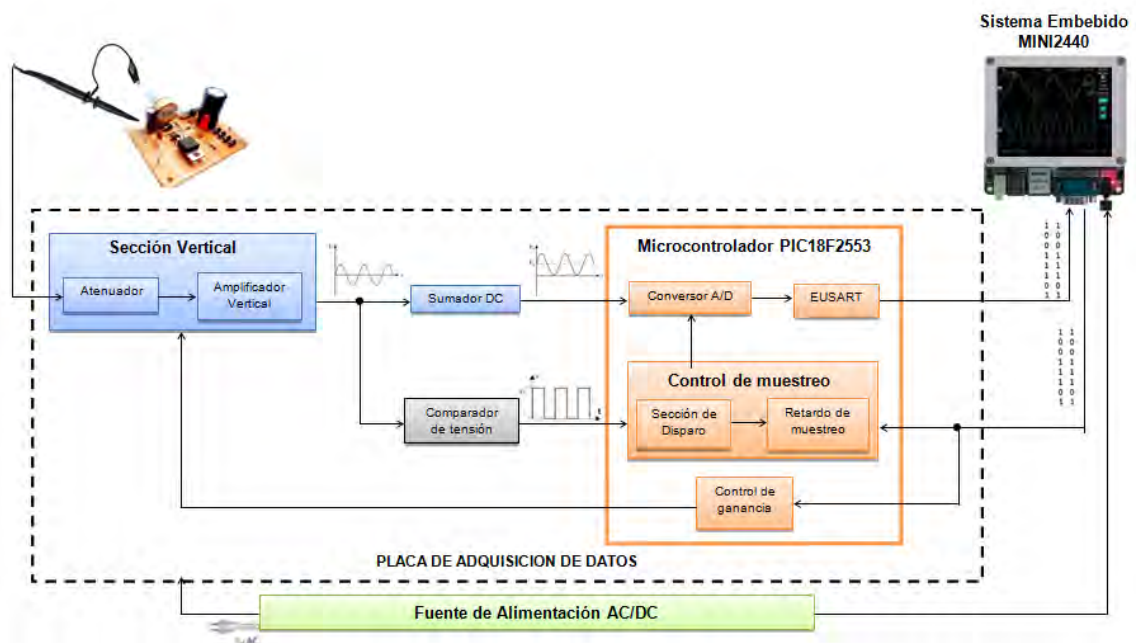 Sistema Embebido
MINI2440
Sección Vertical
Atenuador
Amplificador
Vertical
Sumador DC
Microcontrolador PIC18F2553
Conversor A/D
EUSART
Control de muestreo
Sección de
Disparo
Retardo de
muestreo
Comparador
de tensión
Control de
ganancia
PLACA DE ADQUISICION DE DATOS
Fuente de Alimentación AC/DC